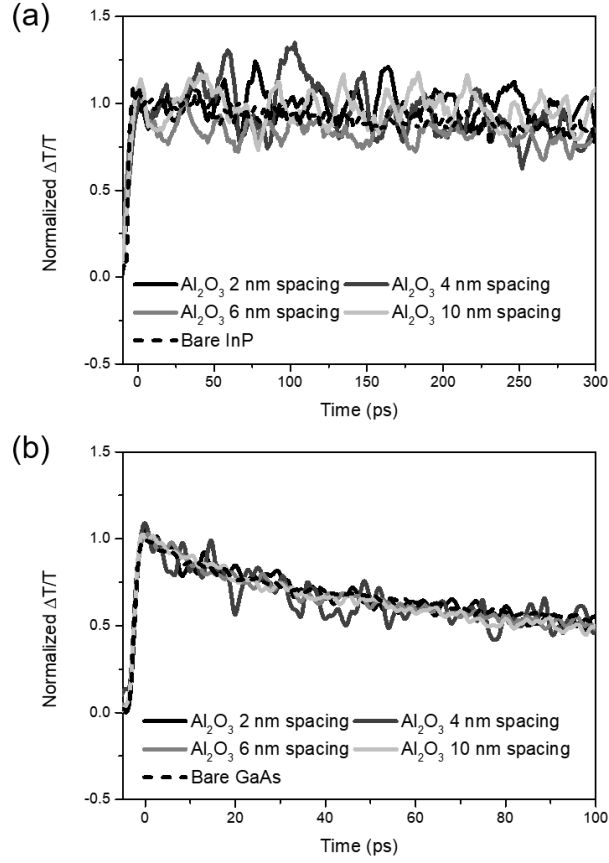 (a)
1.5
1.0
0.5
0.0
-0.5
Normalized ΔT/T
Al₂O₃ 2 nm spacing Al₂O₃ 4 nm spacing
Al₂O₃ 6 nm spacing Al₂O₃ 10 nm spacing
Bare InP
0 50 100 150 200 250 300
Time (ps)
(b)
1.5
1.0
0.5
0.0
-0.5
Normalized ΔT/T
Al₂O₃ 2 nm spacing Al₂O₃ 4 nm spacing
Al₂O₃ 6 nm spacing Al₂O₃ 10 nm spacing
Bare GaAs
0 20 40 60 80 100
Time (ps)